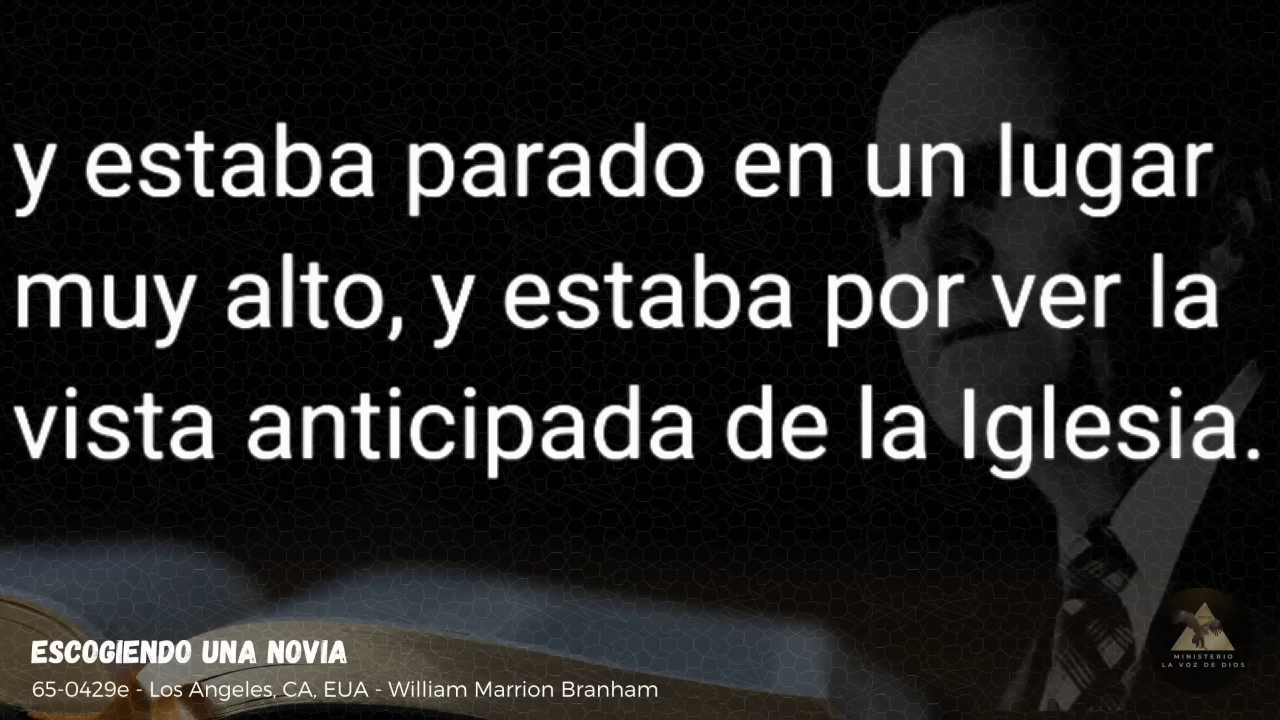 y estaba parado en un lugar
muy alto, y estaba por ver la
vista anticipada de la Iglesia.
ESCOGIENDO UNA NOVIA
65-0429e - Los Angeles, CA, EUA - William Marrion Branham
MINISTERIO
LA VOZ DE DIOS